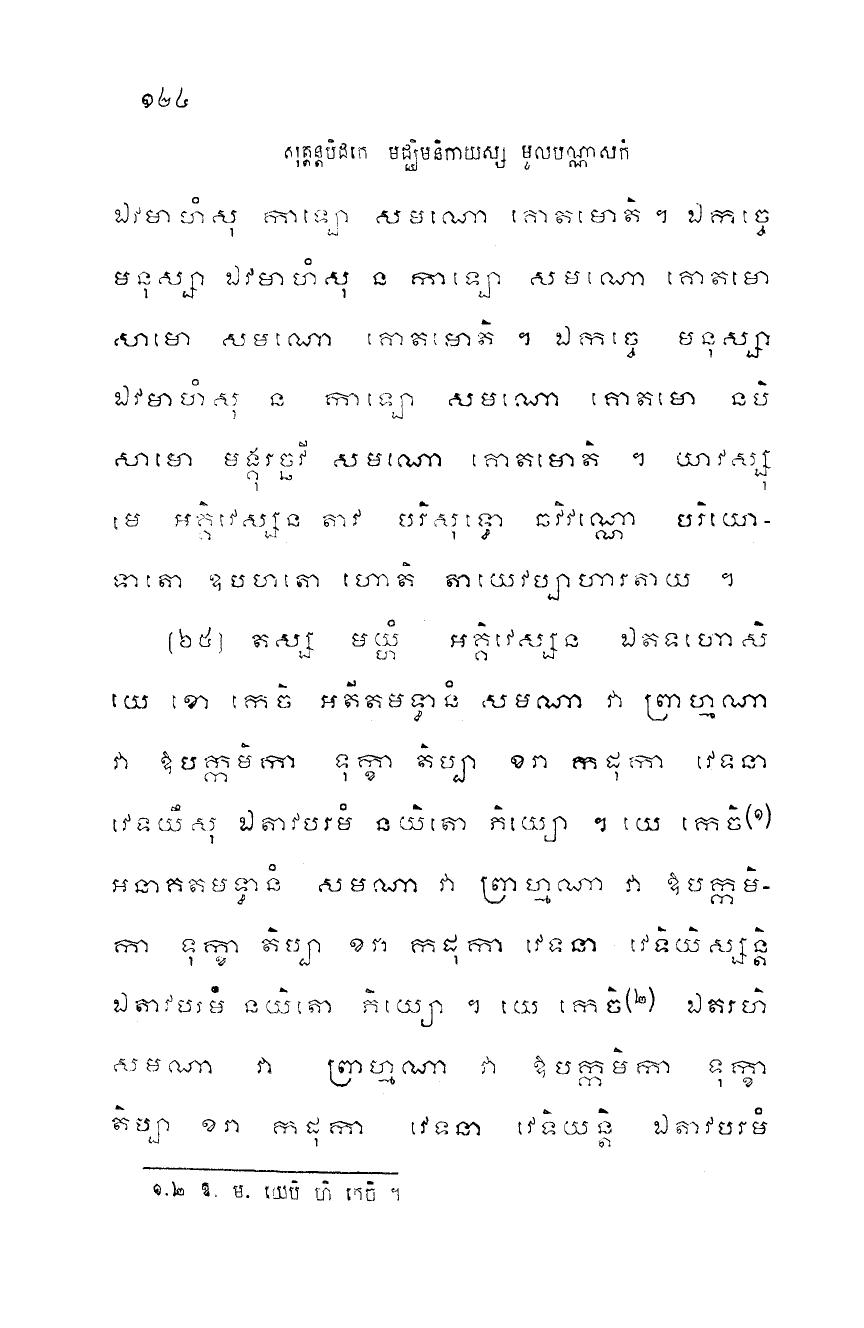 ១២៤
សុត្តន្តបិដកេ មជ្ឈិមនិកាយស្ស មូលបណ្ណាសកំ
ឯវមាហំសុ កាឡោ សមណោ គោតមោតិ ។ ឯកច្ចេ
មនុស្សា ឯវមាហំសុ ន កាឡោ សមណោ គោតមោ
សាមោ សមណោ គោតមោតិ ។ ឯកច្ចេ មនុស្សា
ឯវមាហំសុ ន កាឡោ សមណោ គោតមោ នបិ
សាមោ មង្គុរច្ឆវី សមណោ គោតមោតិ ។ យាវស្សុ
មេ អគ្គិវេស្សន តាវ បរិសុទ្ធោ ឆវិវណ្ណោ បរិយោ-
ទាតោ ឧបហតោ ហោតិ តាយេវប្បាហារតាយ ។
(២៥) តស្ស មយ្ហំ អគ្គិវេស្សន ឯតទហោសិ
យេ ខោ កេចិ អតីតមទ្ធានំ សមណា វា ព្រាហ្មណា
វា ឱបក្កមិកា ទុក្ខា តិប្បា ខរា កដុកា វេទនា
វេទយឹសុ ឯតាវបរមំ នយិតោ ភិយ្យោ ។ យេ កេចិ(១)
អនាគតមទ្ធានំ សមណា វា ព្រាហ្មណា វា ឱបក្កមិ-
កា ទុក្ខា តិប្បា ខរា កដុកា វេទនា វេទិយិស្សន្តិ
ឯតាវបរមំ នយិតោ ភិយ្យោ ។ យេ កេចិ(២) ឯតរហិ
សមណា វា ព្រាហ្មណា វា ឱបក្កមិកា ទុក្ខា
តិប្បា ខរា កដុកា វេទនា វេទិយន្តិ ឯតាវបរមំ
១.២ ឱ. ម. យេបិ ហិ កេចិ ។